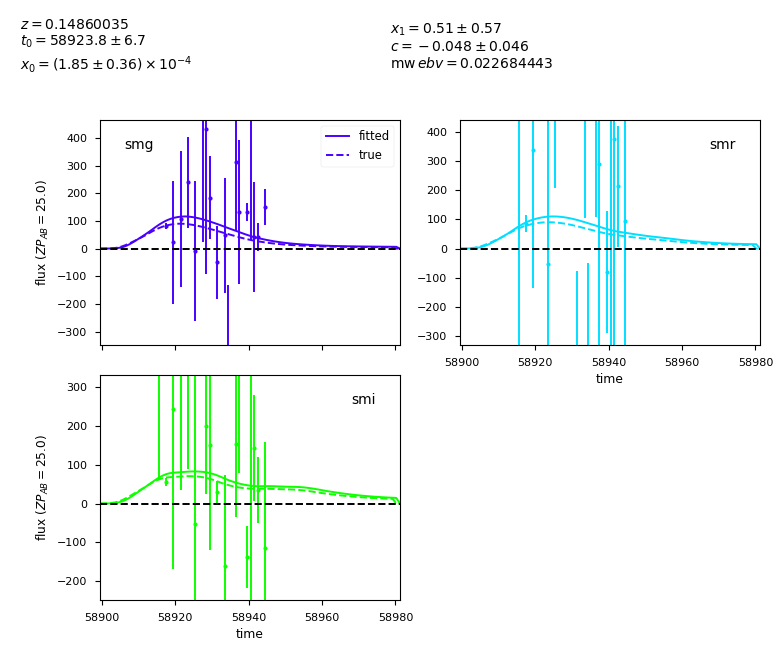 z = 0.14860035
t₀ = 58923.8 ± 6.7
x₀ = (1.85 ± 0.36) × 10⁻⁴
x₁ = 0.51 ± 0.57
c = −0.048 ± 0.046
mw ebv = 0.022684443
smg
fitted
true
400
300
200
100
0
−100
−200
−300
flux (ZP_AB = 25.0)
smr
400
300
200
100
0
−100
−200
−300
58900 58920 58940 58960 58980
time
smi
300
200
100
0
−100
−200
flux (ZP_AB = 25.0)
58900 58920 58940 58960 58980
time